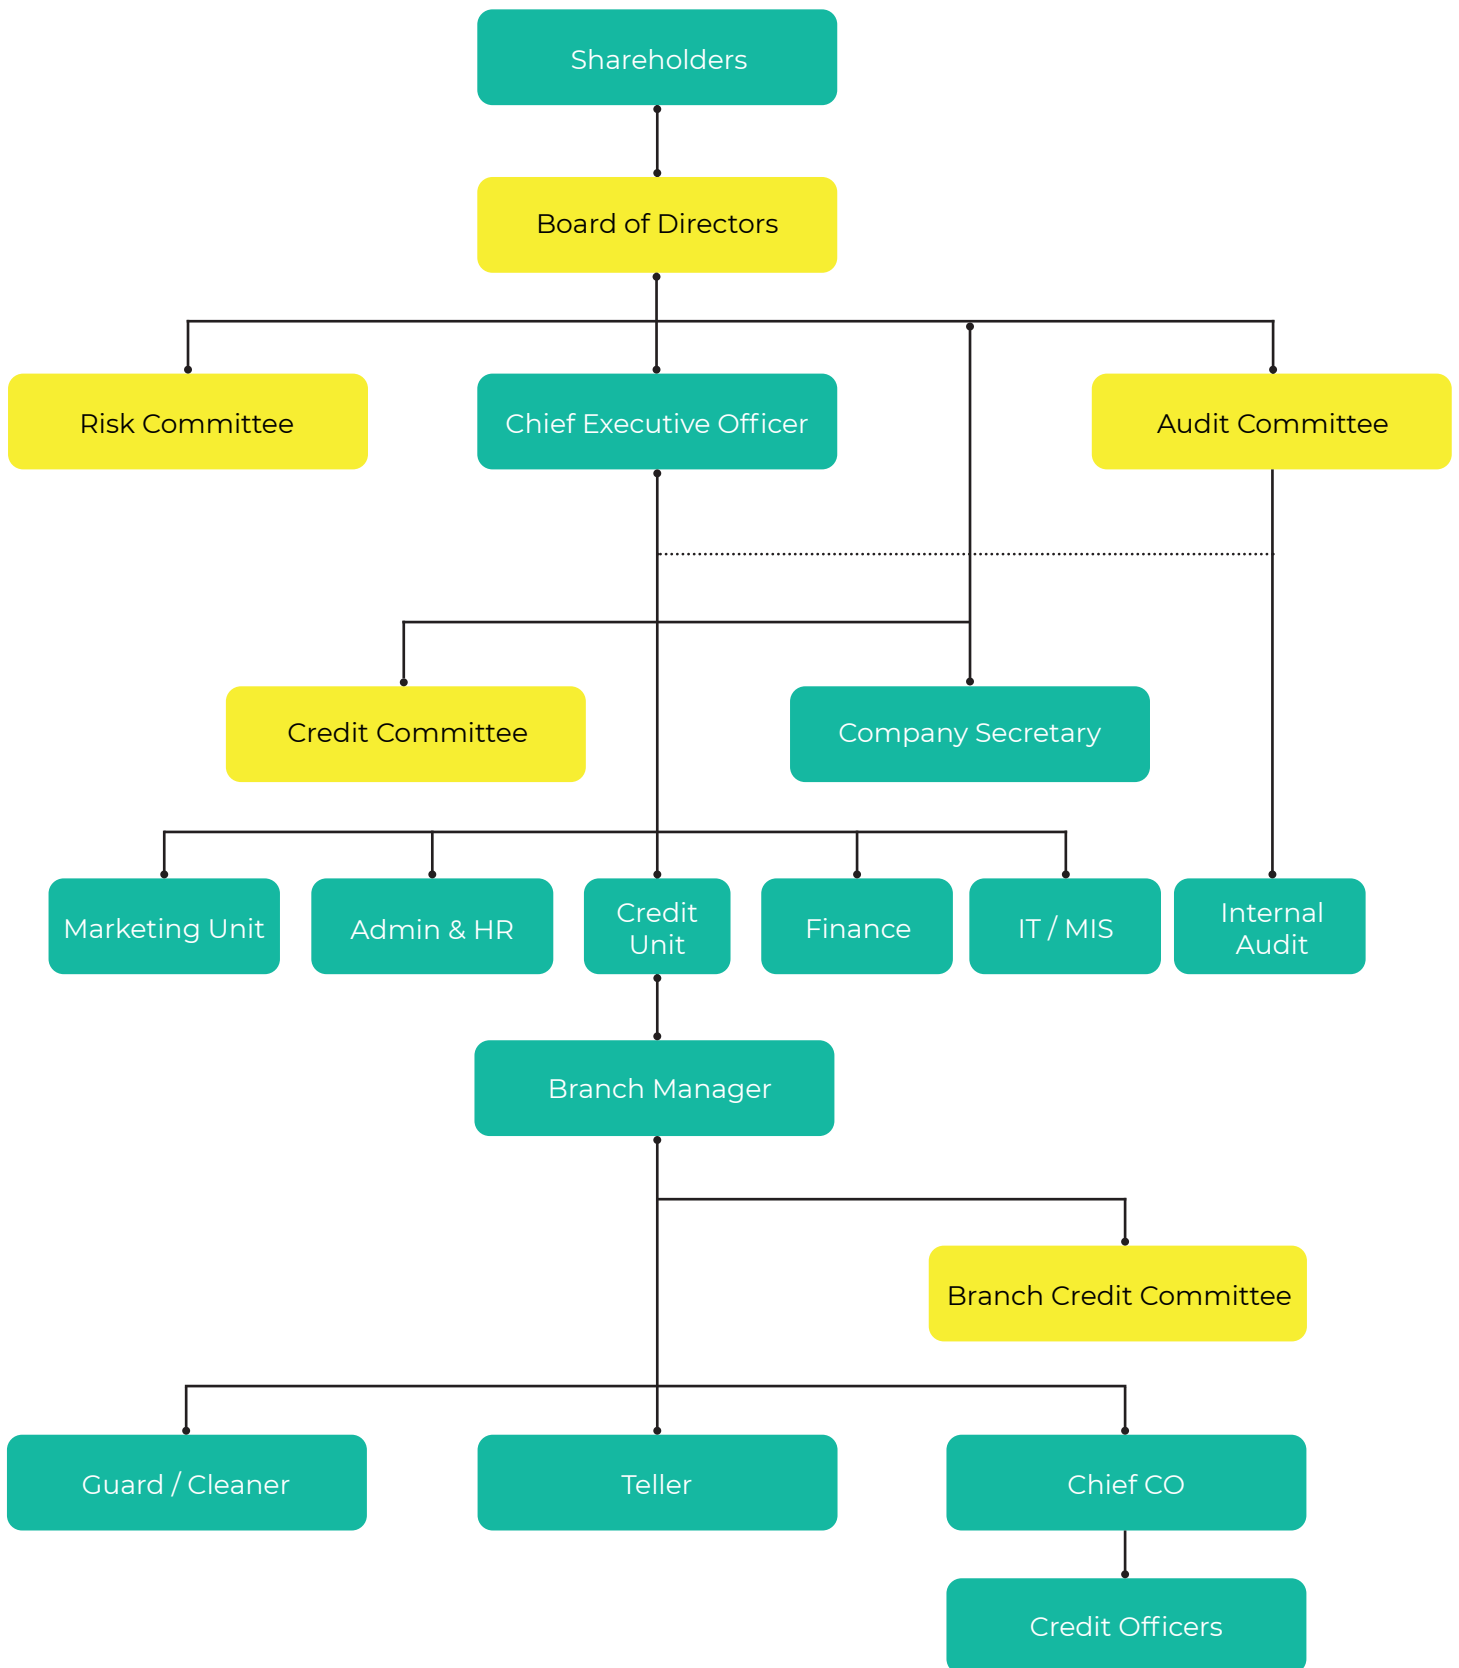 Shareholders
Board of Directors
Risk Committee
Chief Executive Officer
Audit Committee
Credit Committee
Company Secretary
Marketing Unit
Admin & HR
Credit
Unit
Finance
IT / MIS
Internal
Audit
Branch Manager
Branch Credit Committee
Guard / Cleaner
Teller
Chief CO
Credit Officers